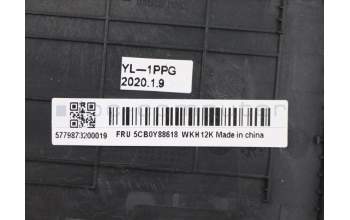 YL-1PPG
2020.1.9
5779873200019 FRU 5CB0Y88618 WKH12K Made in china